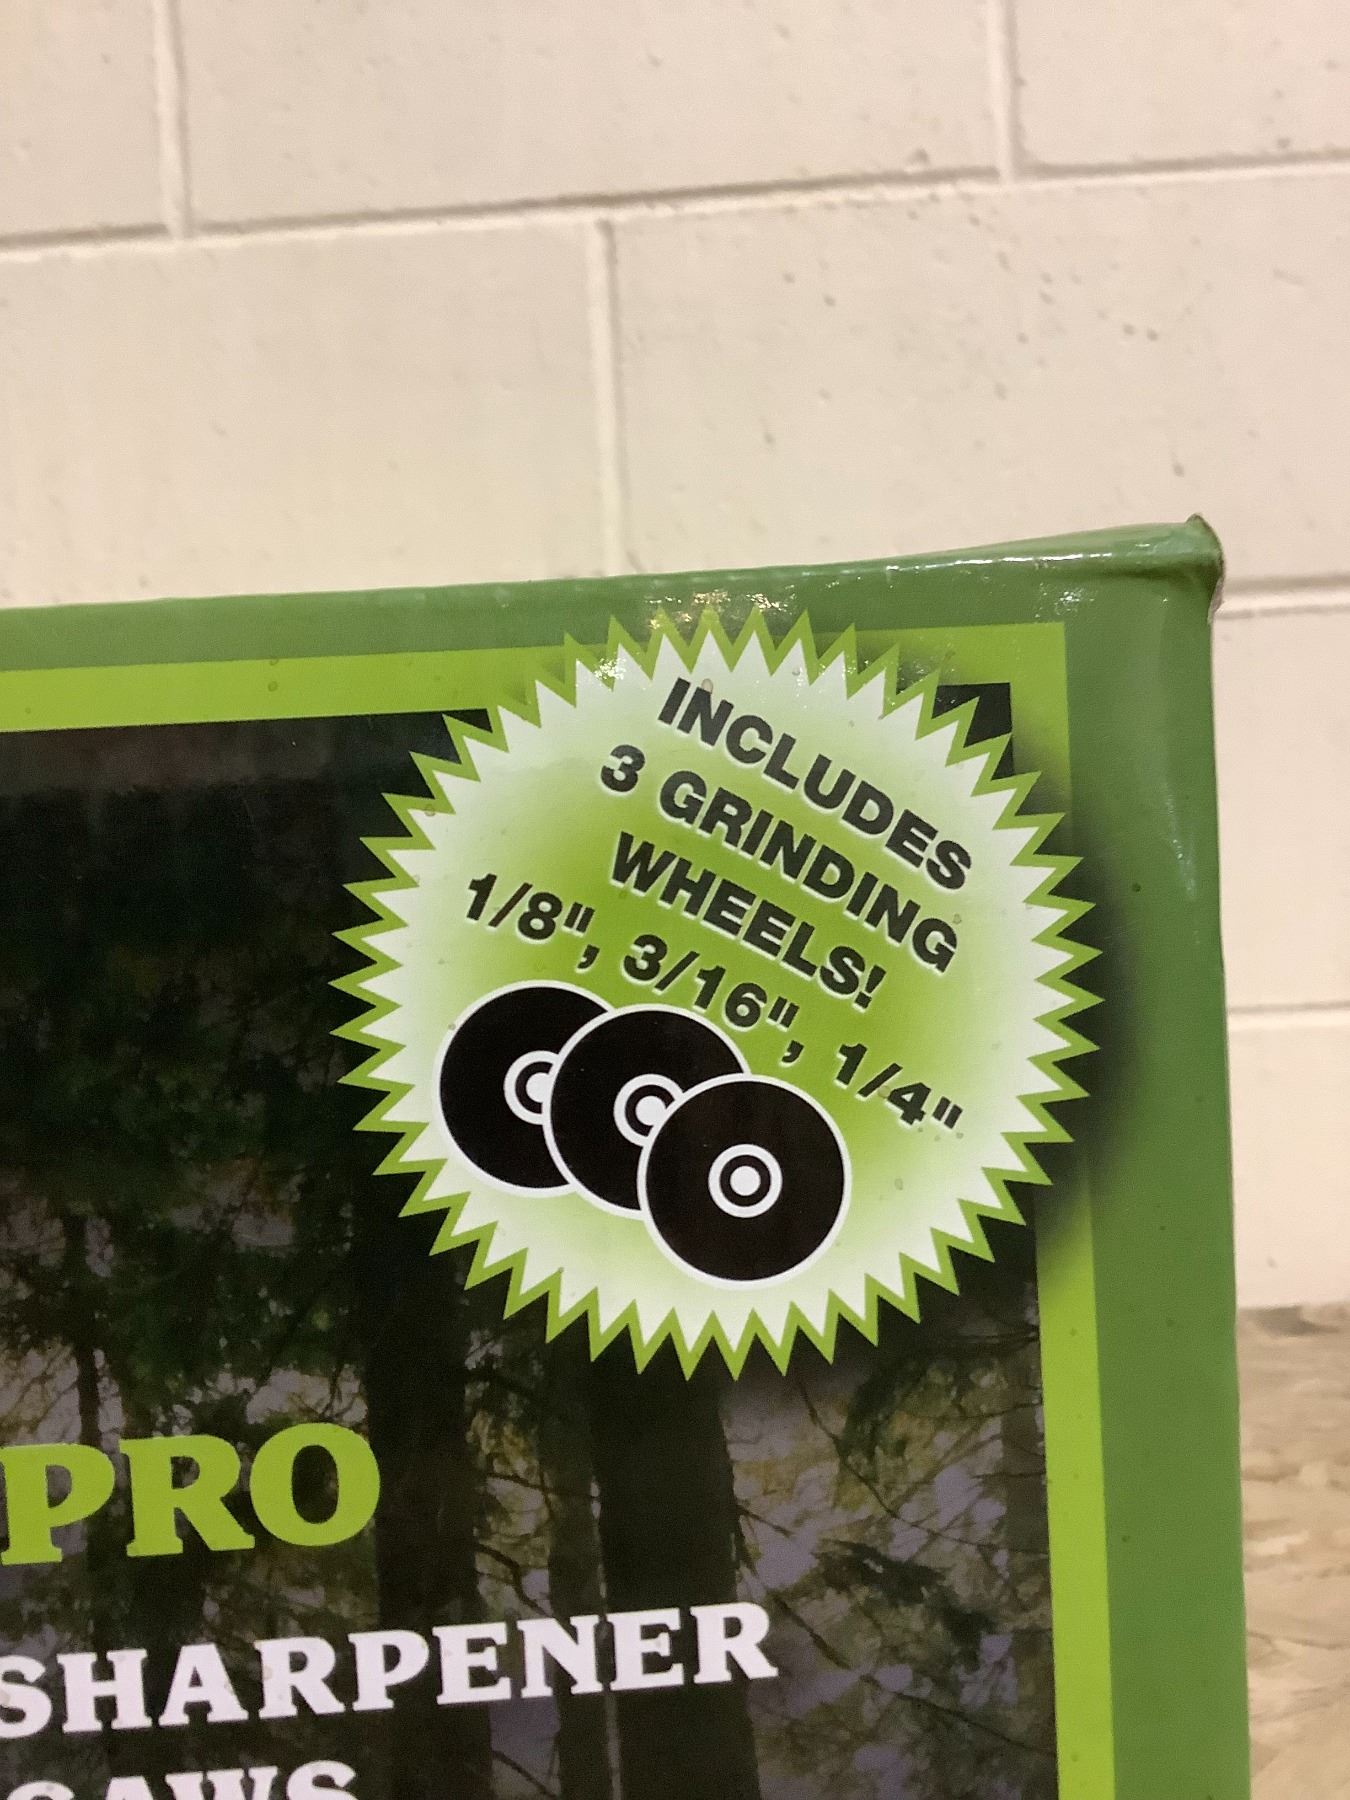 INCLUDES
3 GRINDING
WHEELS!
1/8", 3/16", 1/4"
PRO
SHARPENER